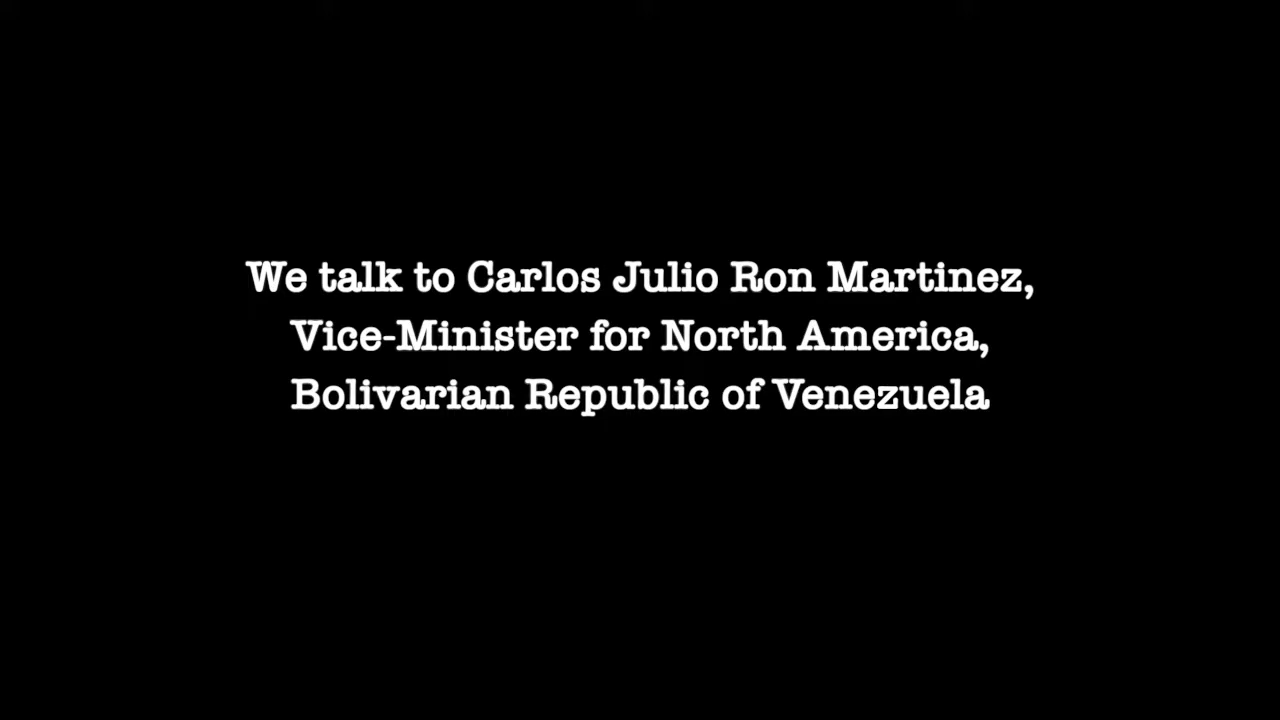 We talk to Carlos Julio Ron Martinez,
Vice-Minister for North America,
Bolivarian Republic of Venezuela